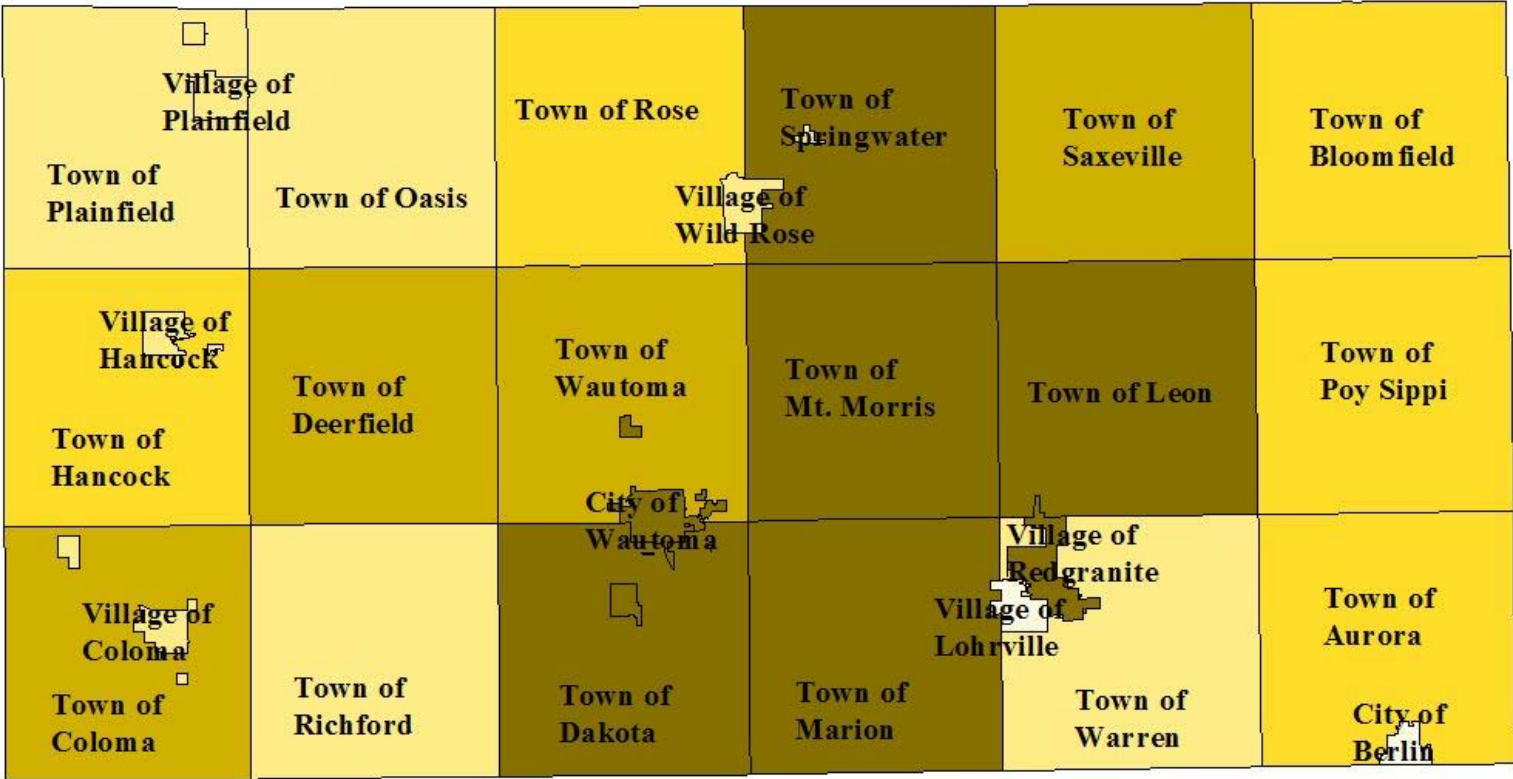 Village of
Plainfield
Town of
Plainfield
Town of Oasis
Town of Rose
Village of
Wild Rose
Town of
Springwater
Town of
Saxeville
Town of
Bloomfield
Village of
Hancock
Town of
Hancock
Town of
Deerfield
Town of
Wautoma
City of
Wautoma
Town of
Mt. Morris
Town of Leon
Town of
Poy Sippi
Village of
Coloma
Town of
Coloma
Town of
Richford
Town of
Dakota
Town of
Marion
Village of
Redgranite
Village of
Lohrville
Town of
Warren
Town of
Aurora
City of
Berlin